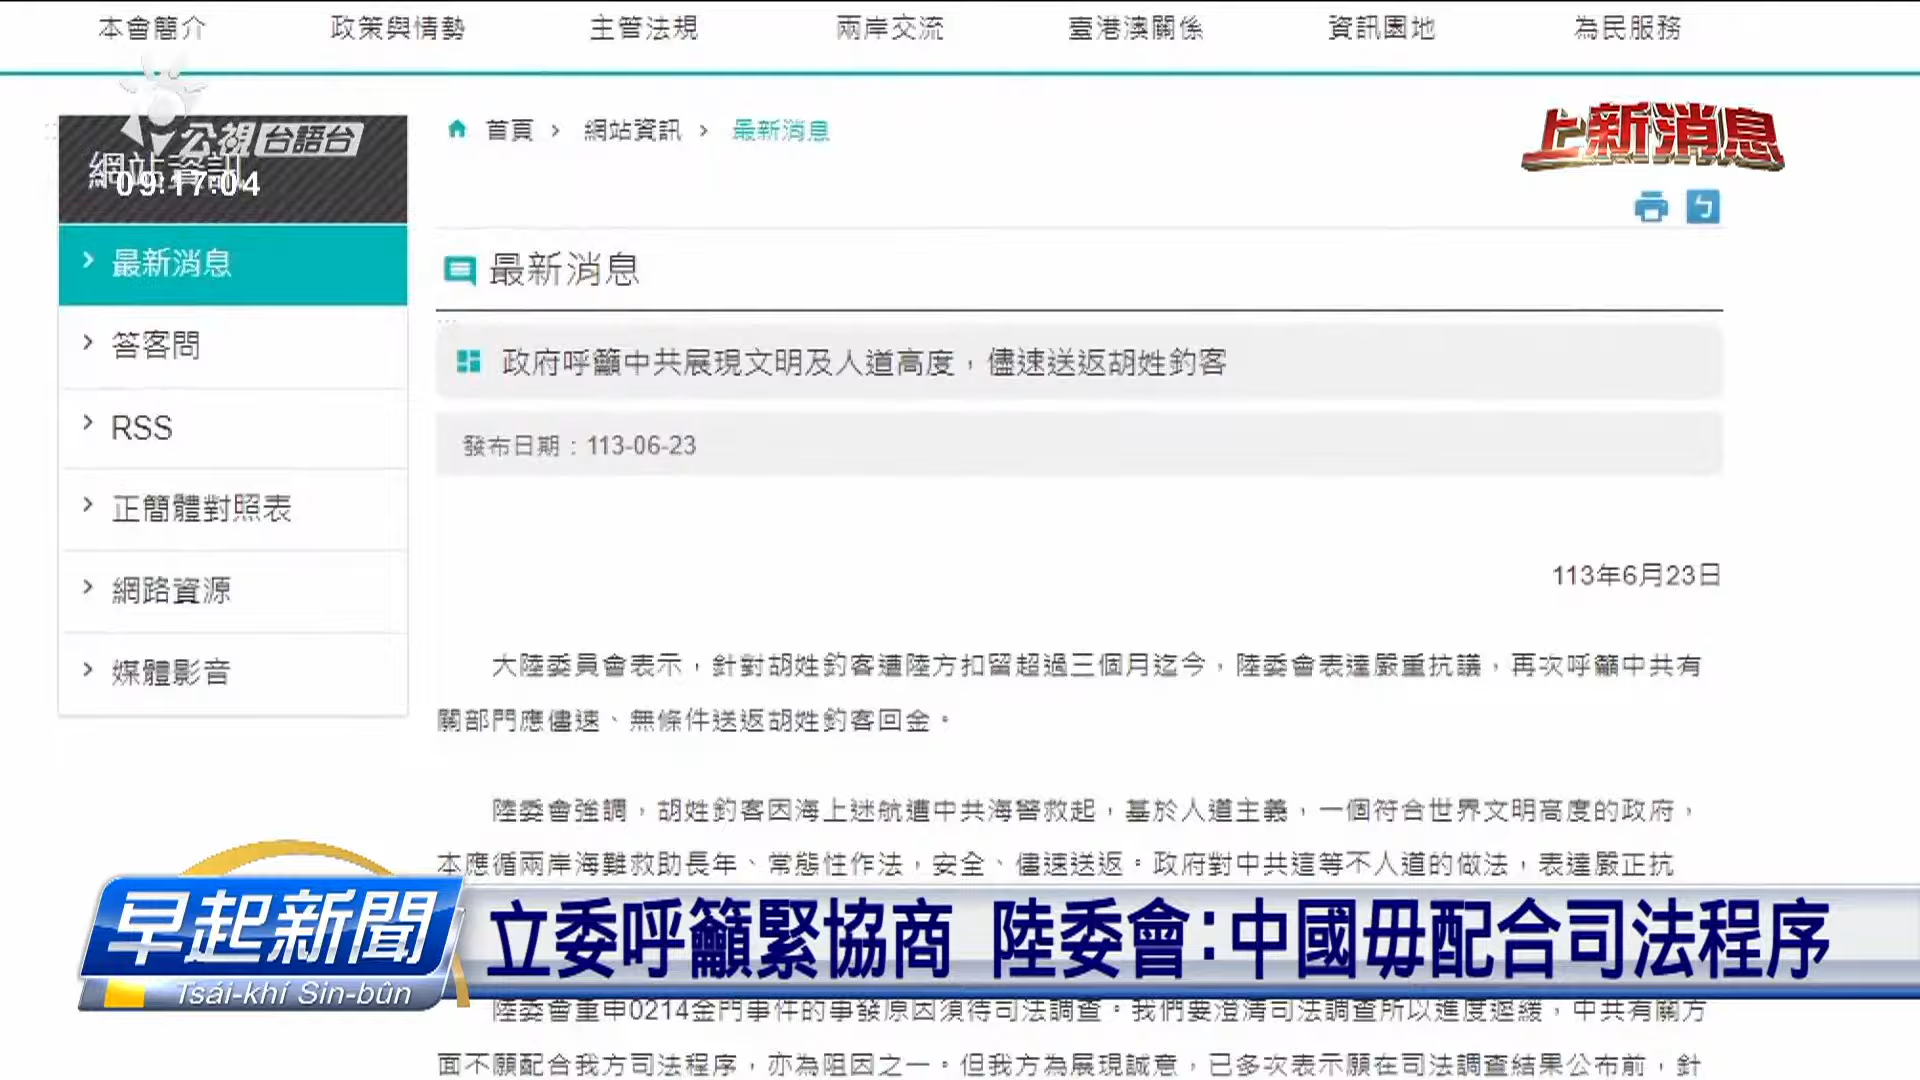 本會簡介 政策與情勢 主管法規 兩岸交流 臺港澳關係 資訊園地 為民服務
公視台語台
網站資訊
09:17:04
首頁 › 網站資訊 › 最新消息
上新消息
最新消息
答客問
RSS
正簡體對照表
網路資源
媒體影音
最新消息
政府呼籲中共展現文明及人道高度，儘速送返胡姓釣客
發布日期：113-06-23
113年6月23日
大陸委員會表示，針對胡姓釣客遭陸方扣留超過三個月迄今，陸委會表達嚴重抗議，再次呼籲中共有
關部門應儘速、無條件送返胡姓釣客回金。
陸委會強調，胡姓釣客因海上迷航遭中共海警救起，基於人道主義，一個符合世界文明高度的政府，
本應循兩岸海難救助長年、常態性作法，安全、儘速送返。政府對中共這等不人道的做法，表達嚴正抗
早起新聞
Tsái-khí Sin-bûn
立委呼籲緊協商 陸委會:中國毋配合司法程序
陸委會重申0214金門事件的事發原因須待司法調查。我們要澄清司法調查所以進度遲緩，中共有關方
面不願配合我方司法程序，亦為阻因之一。但我方為展現誠意，已多次表示願在司法調查結果公布前，針